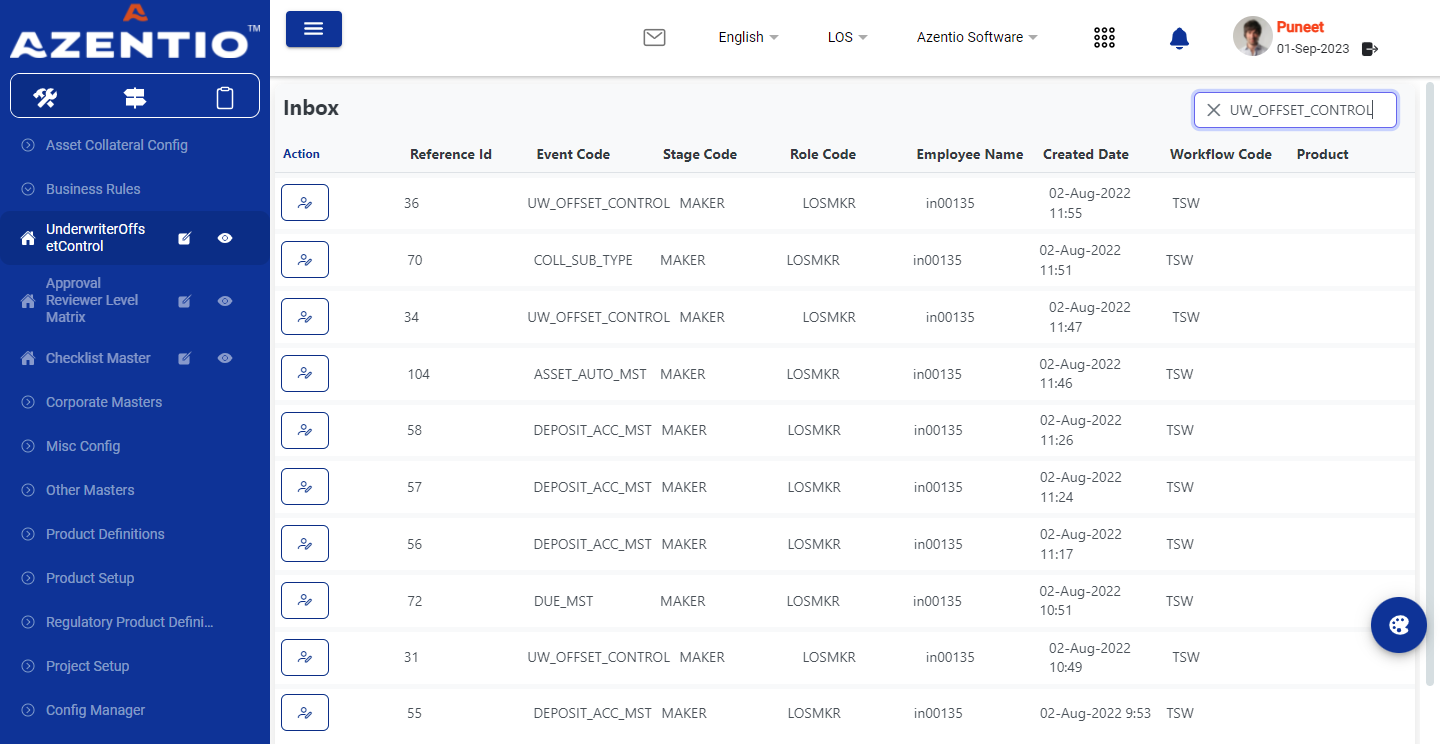 AZENTIO™
English
LOS
Azentio Software
Puneet
01-Sep-2023
Asset Collateral Config
Business Rules
UnderwriterOffs
etControl
Approval
Reviewer Level
Matrix
Checklist Master
Corporate Masters
Misc Config
Other Masters
Product Definitions
Product Setup
Regulatory Product Defini...
Project Setup
Config Manager
Inbox
UW_OFFSET_CONTROL
Action Reference Id Event Code Stage Code Role Code Employee Name Created Date Workflow Code Product
36 UW_OFFSET_CONTROL MAKER LOSMKR in00135 02-Aug-2022 TSW
11:55
70 COLL_SUB_TYPE MAKER LOSMKR in00135 02-Aug-2022 TSW
11:51
34 UW_OFFSET_CONTROL MAKER LOSMKR in00135 02-Aug-2022 TSW
11:47
104 ASSET_AUTO_MST MAKER LOSMKR in00135 02-Aug-2022 TSW
11:46
58 DEPOSIT_ACC_MST MAKER LOSMKR in00135 02-Aug-2022 TSW
11:26
57 DEPOSIT_ACC_MST MAKER LOSMKR in00135 02-Aug-2022 TSW
11:24
56 DEPOSIT_ACC_MST MAKER LOSMKR in00135 02-Aug-2022 TSW
11:17
72 DUE_MST MAKER LOSMKR in00135 02-Aug-2022 TSW
10:51
31 UW_OFFSET_CONTROL MAKER LOSMKR in00135 02-Aug-2022 TSW
10:49
55 DEPOSIT_ACC_MST MAKER LOSMKR in00135 02-Aug-2022 9:53 TSW